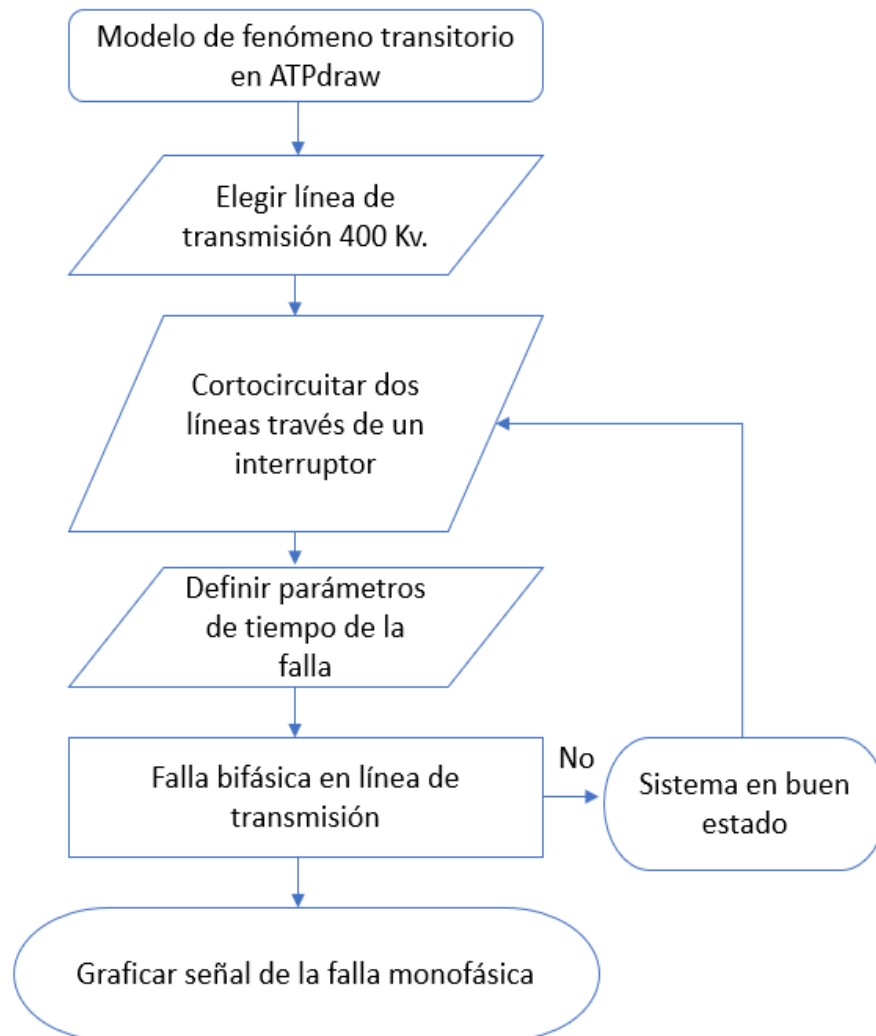 Modelo de fenómeno transitorio
en ATPdraw
Elegir línea de
transmisión 400 Kv.
Cortocircuitar dos
líneas través de un
interruptor
Definir parámetros
de tiempo de la
falla
Falla bifásica en línea de
transmisión
No
Sistema en buen
estado
Graficar señal de la falla monofásica